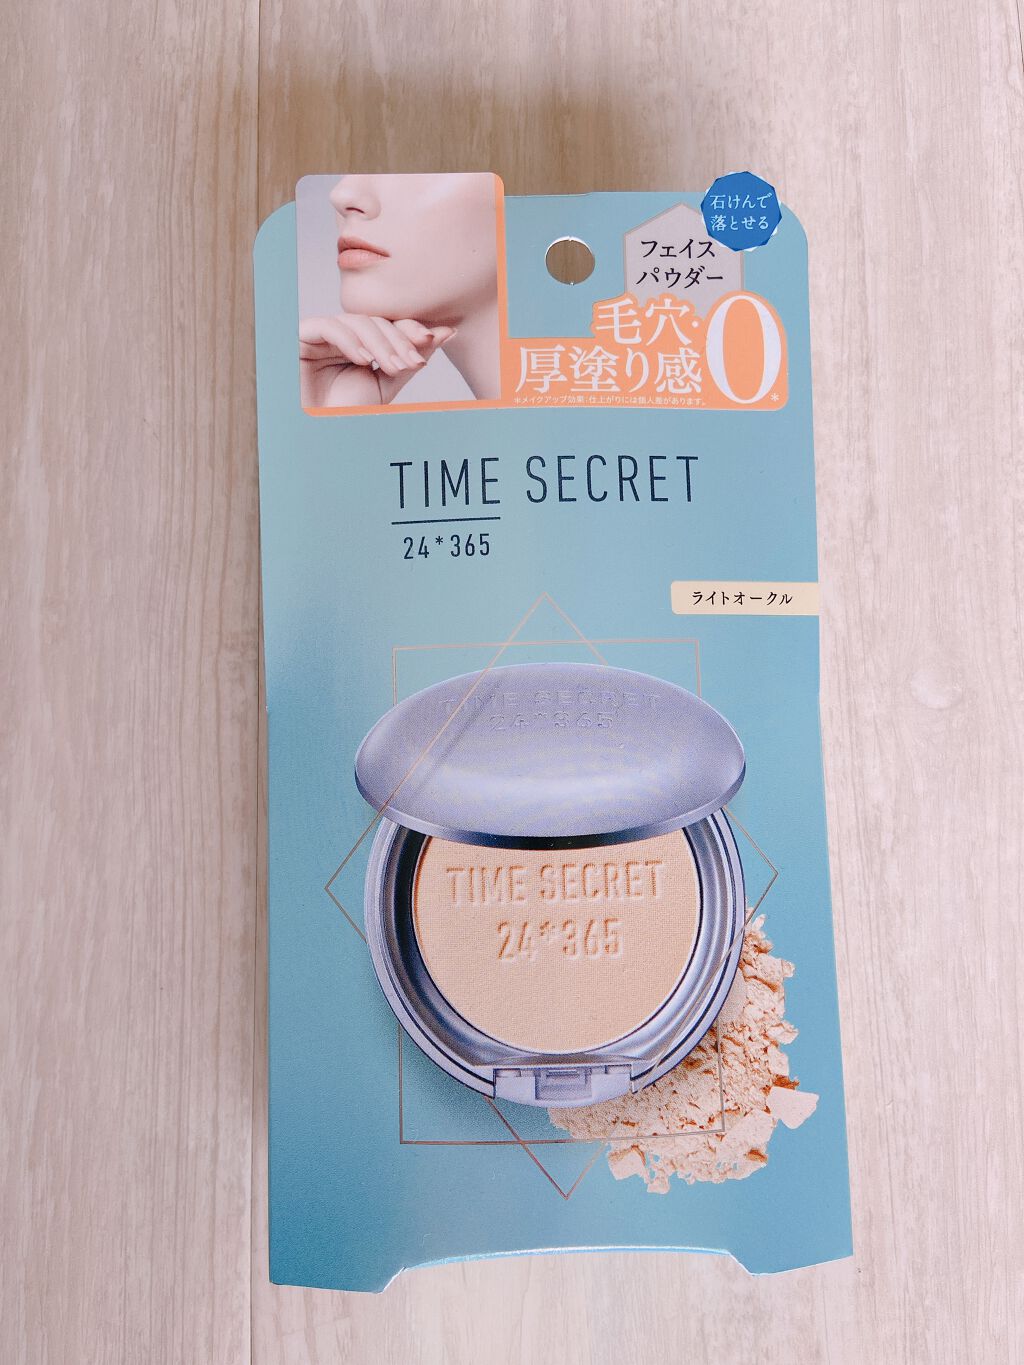 石けんで
落とせる
フェイス
パウダー
毛穴・
厚塗り感0*
*メイクアップ効果:仕上がりには個人差があります。
TIME SECRET
24*365
ライトオークル
TIME SECRET
24*365
TIME SECRET
24*365